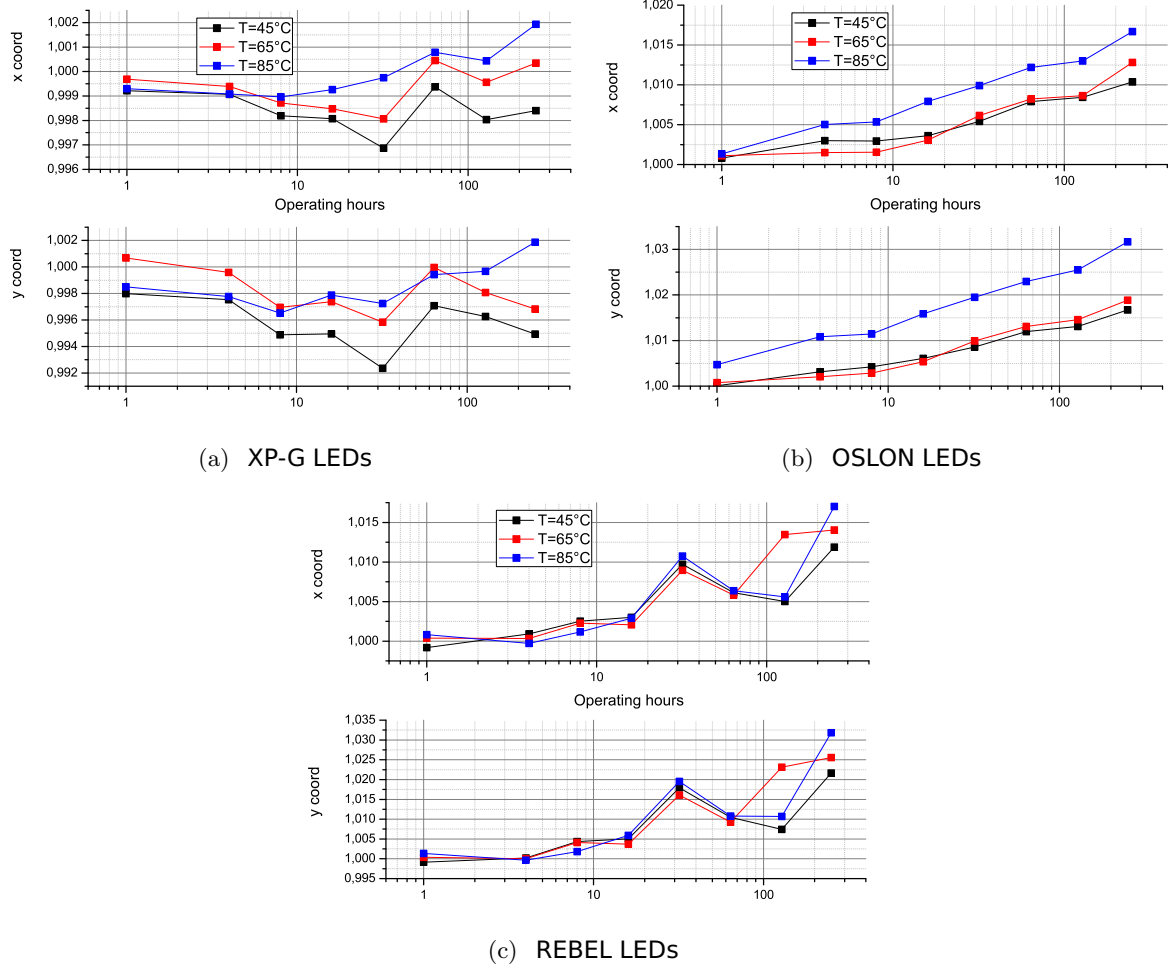 x coord
1,002
1,001
1,000
0,999
0,998
0,997
0,996
T=45°C
T=65°C
T=85°C
1
10
100
Operating hours
y coord
1,002
1,000
0,998
0,996
0,994
0,992
1
10
100
(a) XP-G LEDs
x coord
1,020
1,015
1,010
1,005
1,000
T=45°C
T=65°C
T=85°C
1
10
100
Operating hours
y coord
1,03
1,02
1,01
1,00
1
10
100
(b) OSLON LEDs
x coord
1,015
1,010
1,005
1,000
T=45°C
T=65°C
T=85°C
1
10
100
Operating hours
y coord
1,035
1,030
1,025
1,020
1,015
1,010
1,005
1,000
0,995
1
10
100
(c) REBEL LEDs